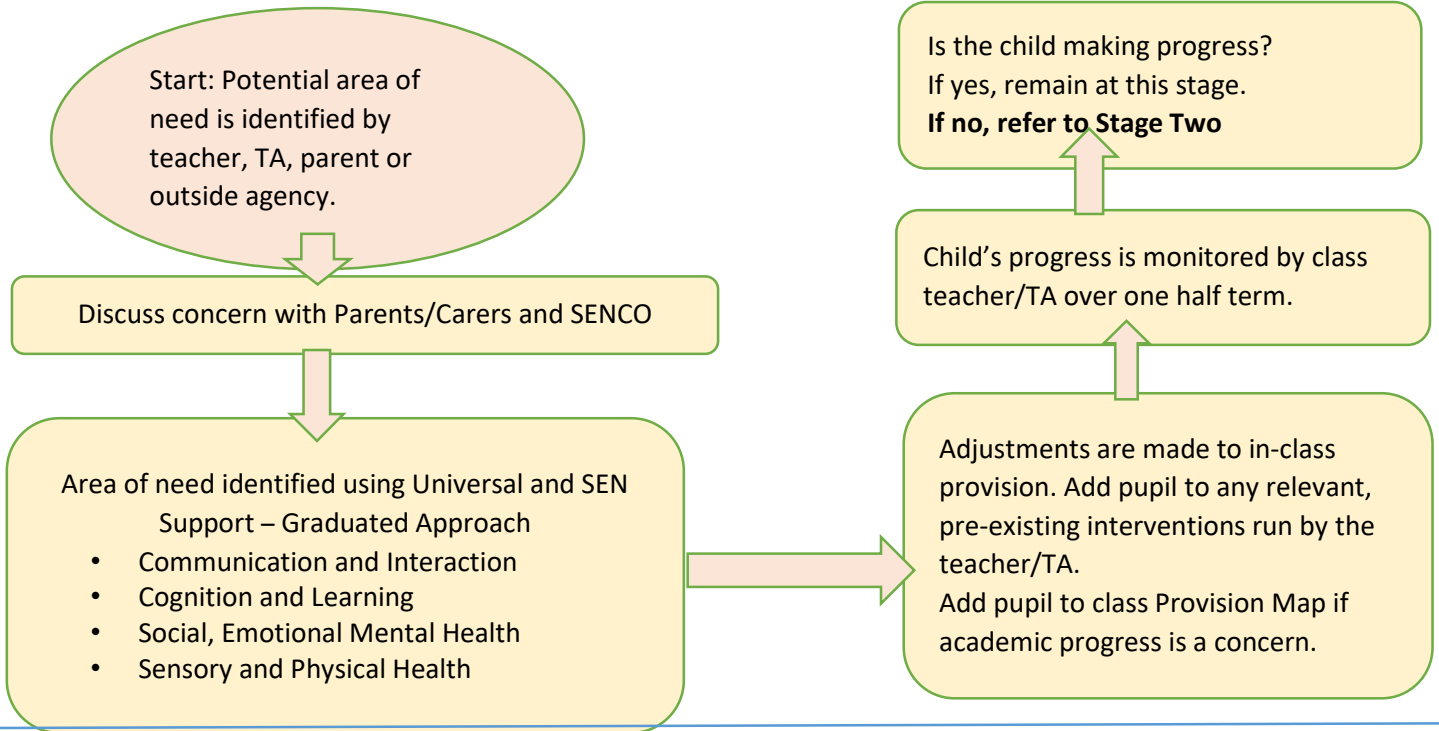 Start: Potential area of
need is identified by
teacher, TA, parent or
outside agency.
Discuss concern with Parents/Carers and SENCO
Area of need identified using Universal and SEN
Support – Graduated Approach
• Communication and Interaction
• Cognition and Learning
• Social, Emotional Mental Health
• Sensory and Physical Health
Adjustments are made to in-class
provision. Add pupil to any relevant,
pre-existing interventions run by the
teacher/TA.
Add pupil to class Provision Map if
academic progress is a concern.
Child’s progress is monitored by class
teacher/TA over one half term.
Is the child making progress?
If yes, remain at this stage.
If no, refer to Stage Two